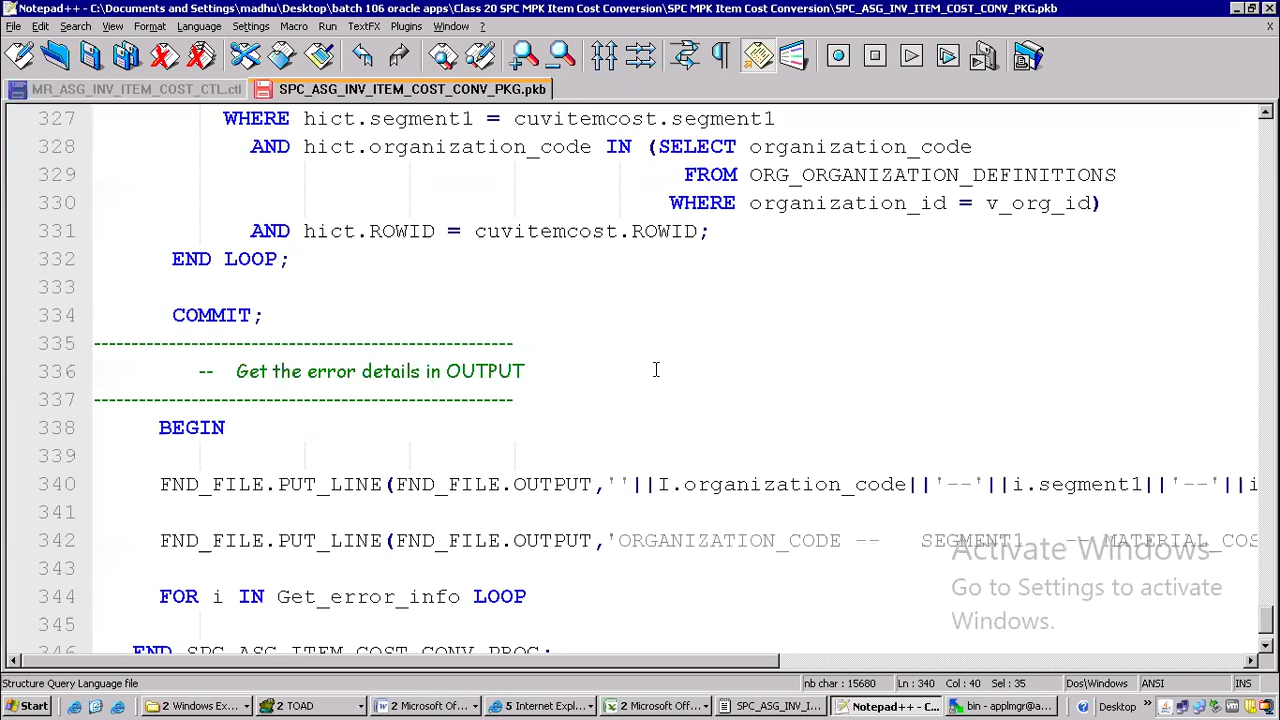 Notepad++ - C:\Documents and Settings\madhu\Desktop\batch 106 oracle apps\Class 20 SPC MPK Item Cost Conversion\SPC MPK Item Cost Conversion\SPC_ASG_INV_ITEM_COST_CONV_PKG.pkb
File Edit Search View Format Language Settings Macro Run TextFX Plugins Window ? X
MR_ASG_INV_ITEM_COST_CTL.ctl SPC_ASG_INV_ITEM_COST_CONV_PKG.pkb
327 WHERE hict.segment1 = cuvitemcost.segment1
328 AND hict.organization_code IN (SELECT organization_code
329 FROM ORG_ORGANIZATION_DEFINITIONS
330 WHERE organization_id = v_org_id)
331 AND hict.ROWID = cuvitemcost.ROWID;
332 END LOOP;
333
334 COMMIT;
335 --------------------------------------------------------
336 -- Get the error details in OUTPUT
337 --------------------------------------------------------
338 BEGIN
339
340 FND_FILE.PUT_LINE(FND_FILE.OUTPUT,''||I.organization_code||'--'||i.segment1||'--'||i
341
342 FND_FILE.PUT_LINE(FND_FILE.OUTPUT,'ORGANIZATION_CODE -- SEGMENT1 -- MATERIAL_COS
343
344 FOR i IN Get_error_info LOOP
345
346 END SPC_ASG_ITEM_COST_CONV_PROC;
Activate Windows
Go to Settings to activate
Windows.
Structure Query Language file nb char : 15680 Ln : 340 Col : 40 Sel : 35 Dos\Windows ANSI INS
Start 2 Windows Ex... 2 TOAD 2 Microsoft Of... 5 Internet E... 2 Microsoft Off... SPC_ASG_INV_I... Notepad++ - C... bin - applmgr@a... Desktop »